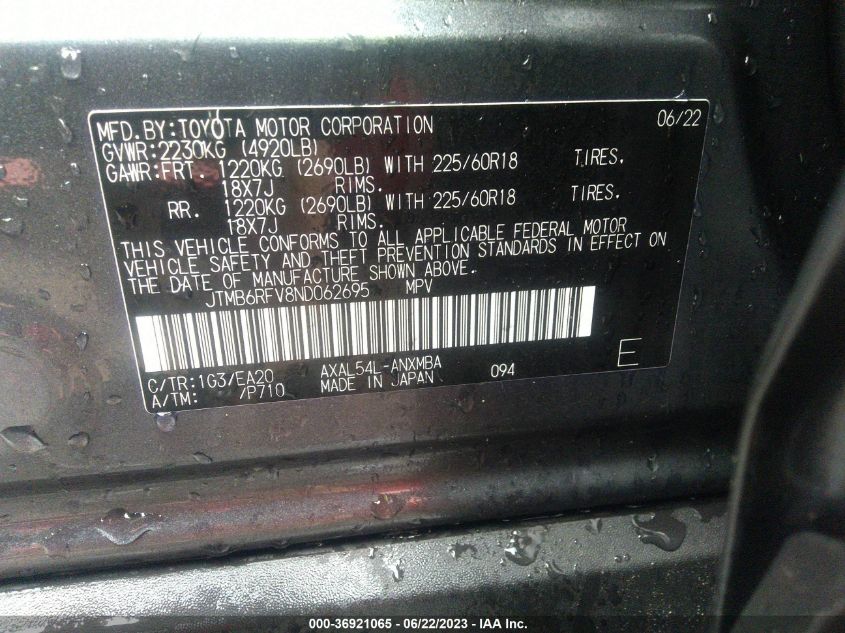 MFD.BY:TOYOTA MOTOR CORPORATION 06/22
GVWR:2230KG (4920LB)
GAWR:FRT. 1220KG (2690LB) WITH 225/60R18 TIRES.
18X7J RIMS.
RR. 1220KG (2690LB) WITH 225/60R18 TIRES.
18X7J RIMS.
THIS VEHICLE CONFORMS TO ALL APPLICABLE FEDERAL MOTOR
VEHICLE SAFETY AND THEFT PREVENTION STANDARDS IN EFFECT ON
THE DATE OF MANUFACTURE SHOWN ABOVE.
JTMB6RFV8ND062695 MPV
C/TR:1G3/EA20 AXAL54L-ANXMBA 094 E
A/TM: /P710 MADE IN JAPAN
000-36921065 - 06/22/2023 - IAA Inc.